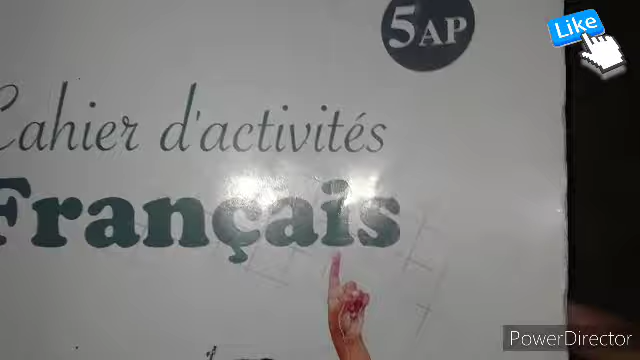 5AP
Like
Cahier d'activités
Français
PowerDirector